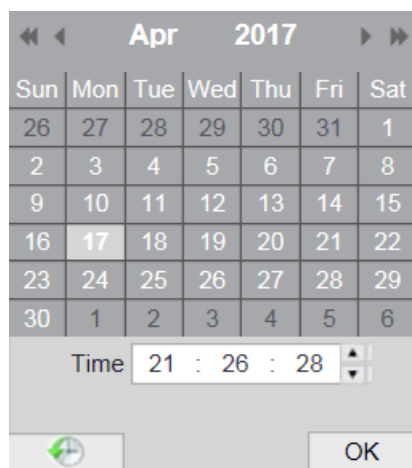 Apr 2017
Sun Mon Tue Wed Thu Fri Sat
26 27 28 29 30 31 1
2 3 4 5 6 7 8
9 10 11 12 13 14 15
16 17 18 19 20 21 22
23 24 25 26 27 28 29
30 1 2 3 4 5 6
Time 21 : 26 : 28
OK